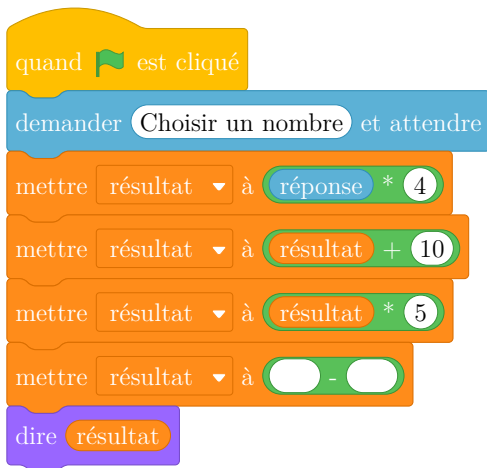 quand est cliqué
demander Choisir un nombre et attendre
mettre résultat à réponse * 4
mettre résultat à résultat + 10
mettre résultat à résultat * 5
mettre résultat à -
dire résultat